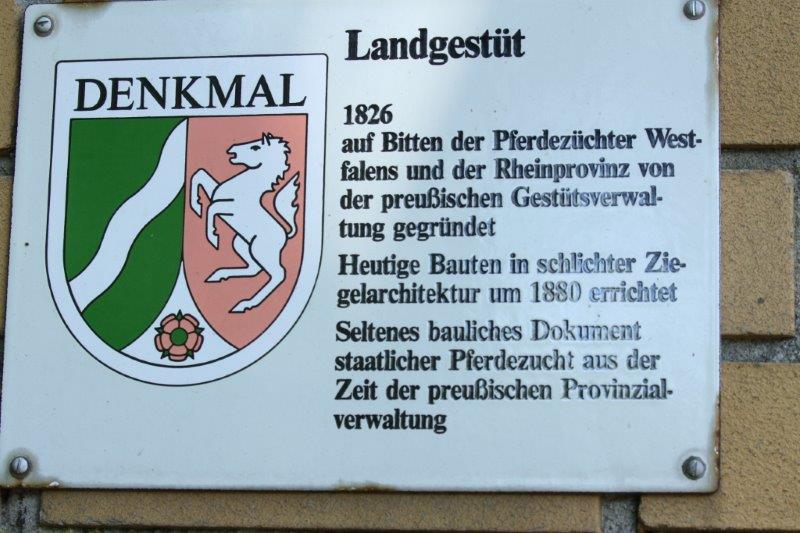 DENKMAL
Landgestüt
1826
auf Bitten der Pferdezüchter West-
falens und der Rheinprovinz von
der preußischen Gestütsverwal-
tung gegründet
Heutige Bauten in schlichter Zie-
gelarchitektur um 1880 errichtet
Seltenes bauliches Dokument
staatlicher Pferdezucht aus der
Zeit der preußischen Provinzial-
verwaltung